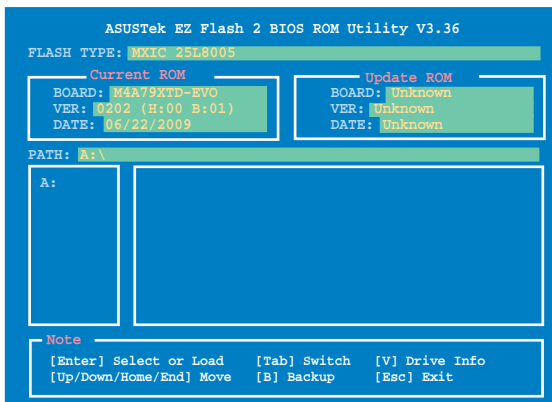 ASUSTek EZ Flash 2 BIOS ROM Utility V3.36
FLASH TYPE: MXIC 25L8005
Current ROM
BOARD: M4A79XTD-EVO
VER: 0202 (H:00 B:01)
DATE: 06/22/2009
Update ROM
BOARD: Unknown
VER: Unknown
DATE: Unknown
PATH: A:\
A:
Note
[Enter] Select or Load [Tab] Switch [V] Drive Info
[Up/Down/Home/End] Move [B] Backup [Esc] Exit